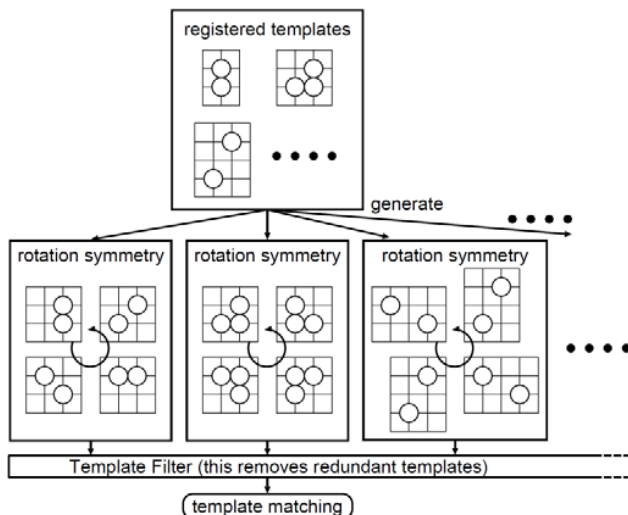 registered templates
generate
rotation symmetry
rotation symmetry
rotation symmetry
Template Filter (this removes redundant templates)
template matching